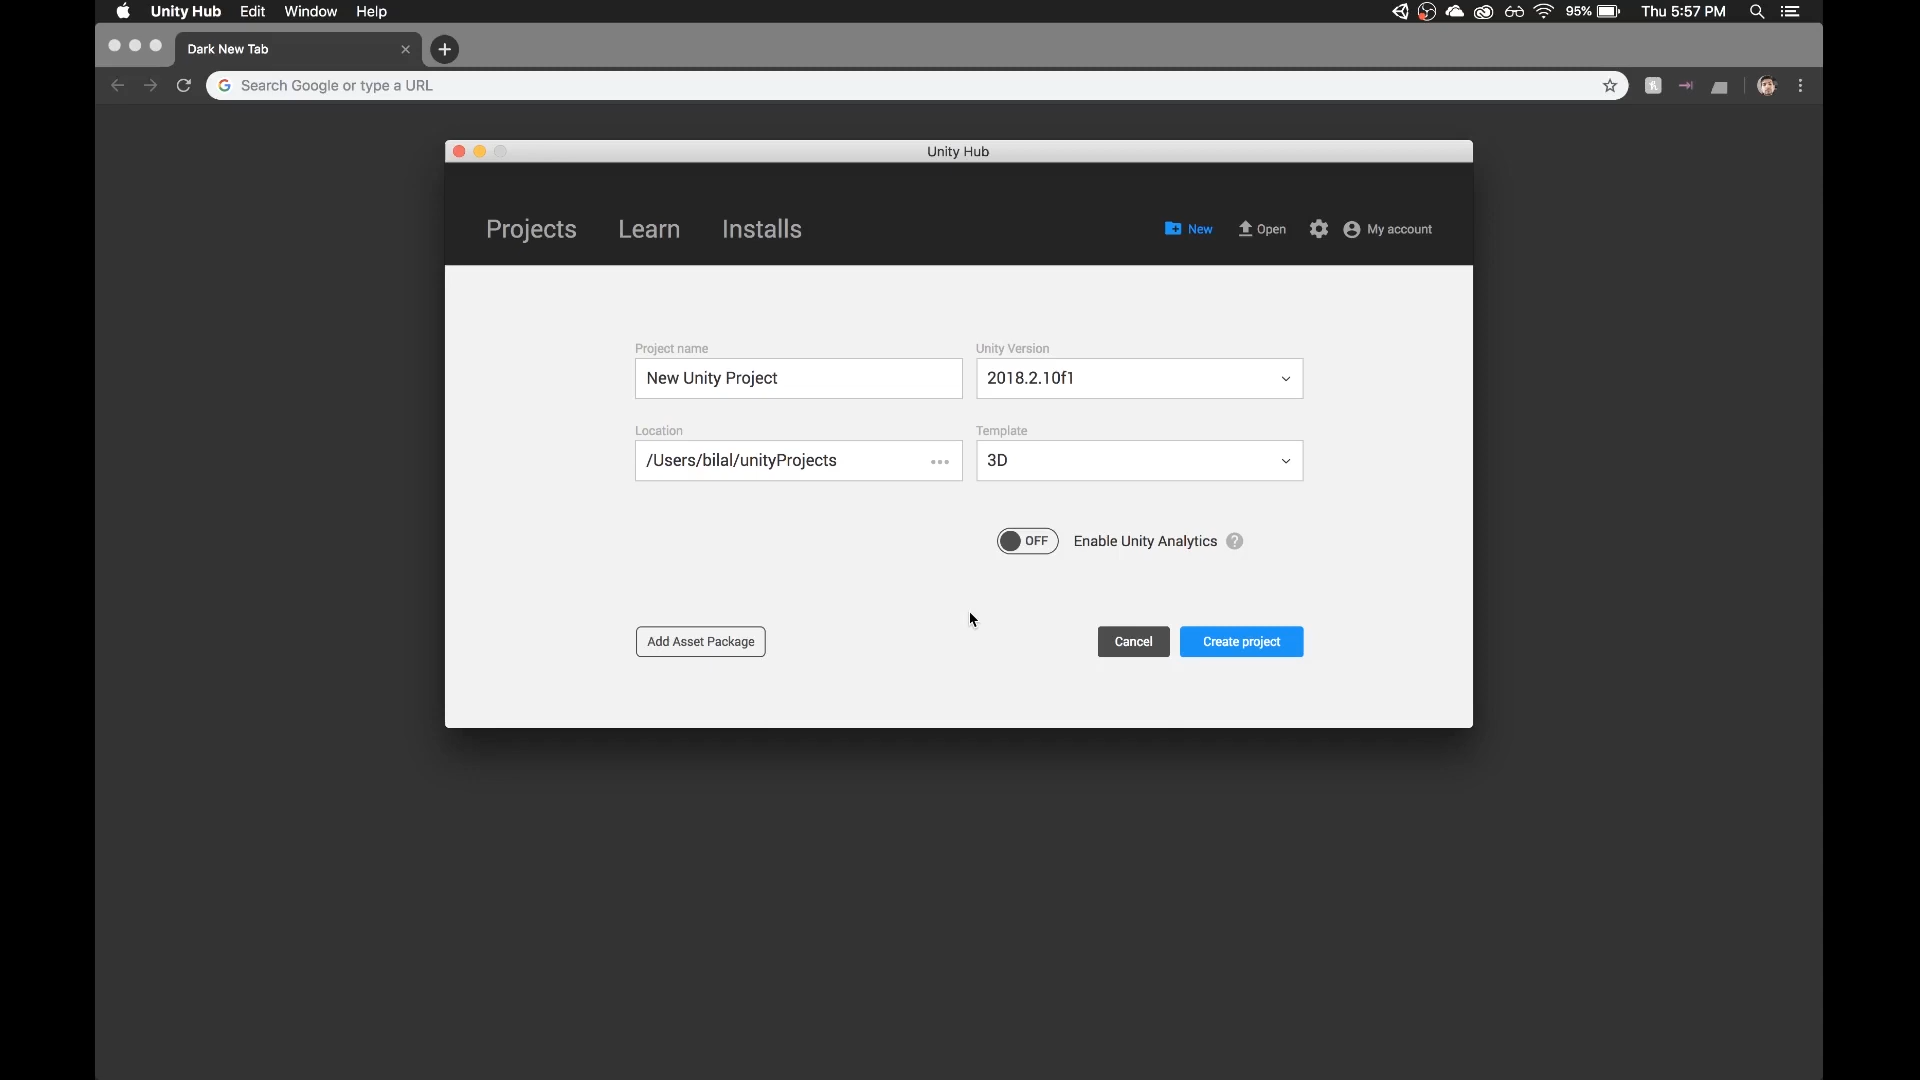 Unity Hub Edit Window Help 95% Thu 5:57 PM
Dark New Tab
Search Google or type a URL
Unity Hub
Projects Learn Installs New Open My account
Project name Unity Version
New Unity Project 2018.2.10f1
Location Template
/Users/bilal/unityProjects 3D
OFF Enable Unity Analytics ?
Add Asset Package Cancel Create project